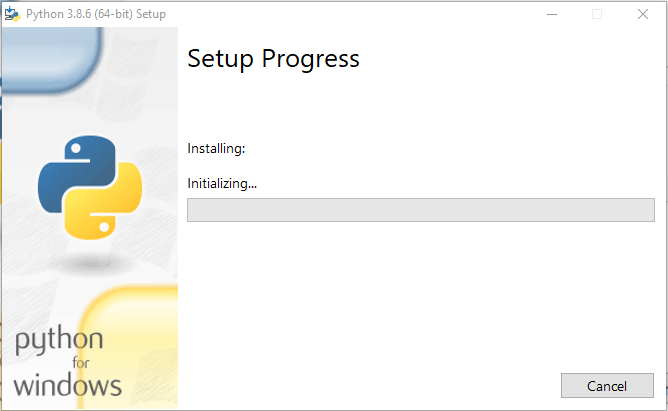 Python 3.8.6 (64-bit) Setup
Setup Progress
Installing:
Initializing...
python
for
windows
Cancel